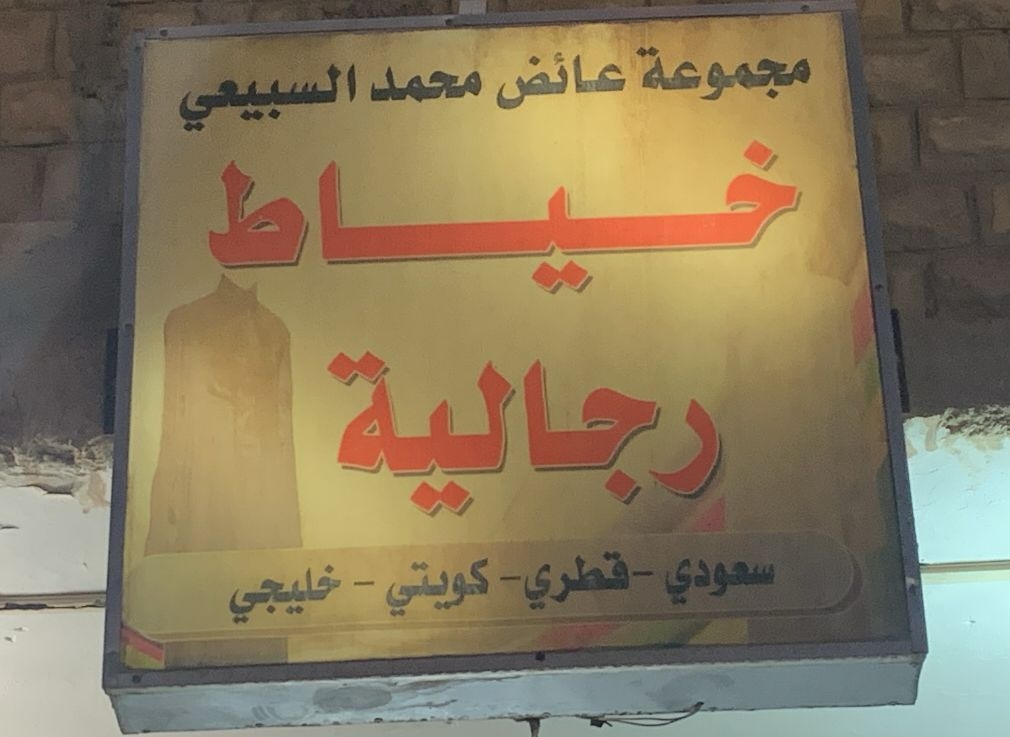 مجموعة عائض محمد السبيعي
خياط
رجالية
سعودي - قطري - كويتي - خليجي